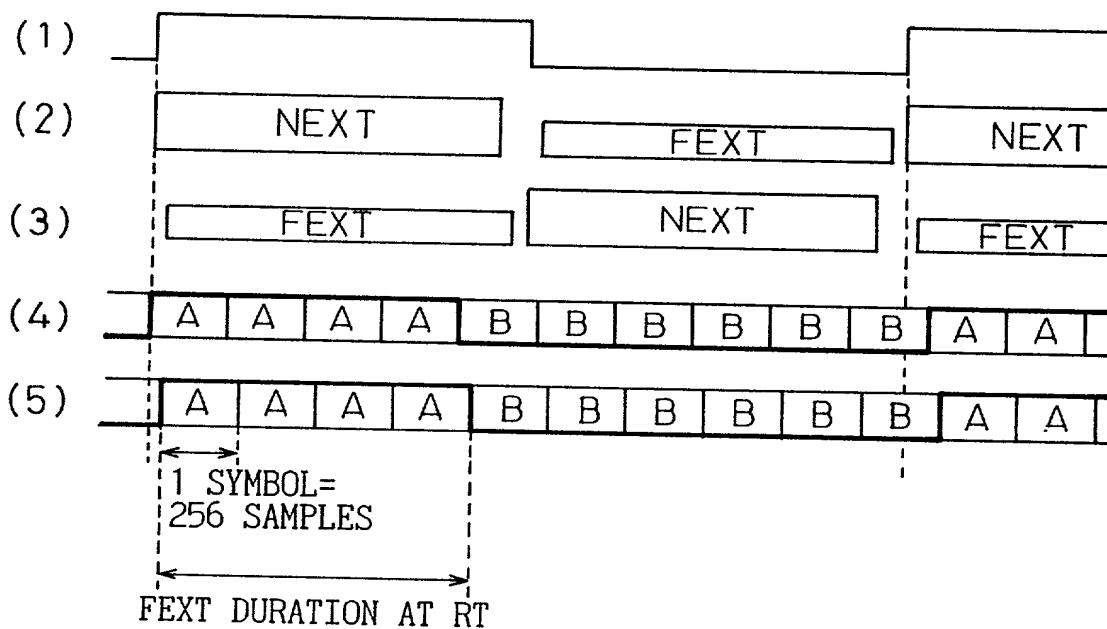 (1)
(2) NEXT FEXT NEXT
(3) FEXT NEXT FEXT
(4) A A A A B B B B B B A A
(5) A A A A B B B B B B A A
1 SYMBOL=
256 SAMPLES
FEXT DURATION AT RT